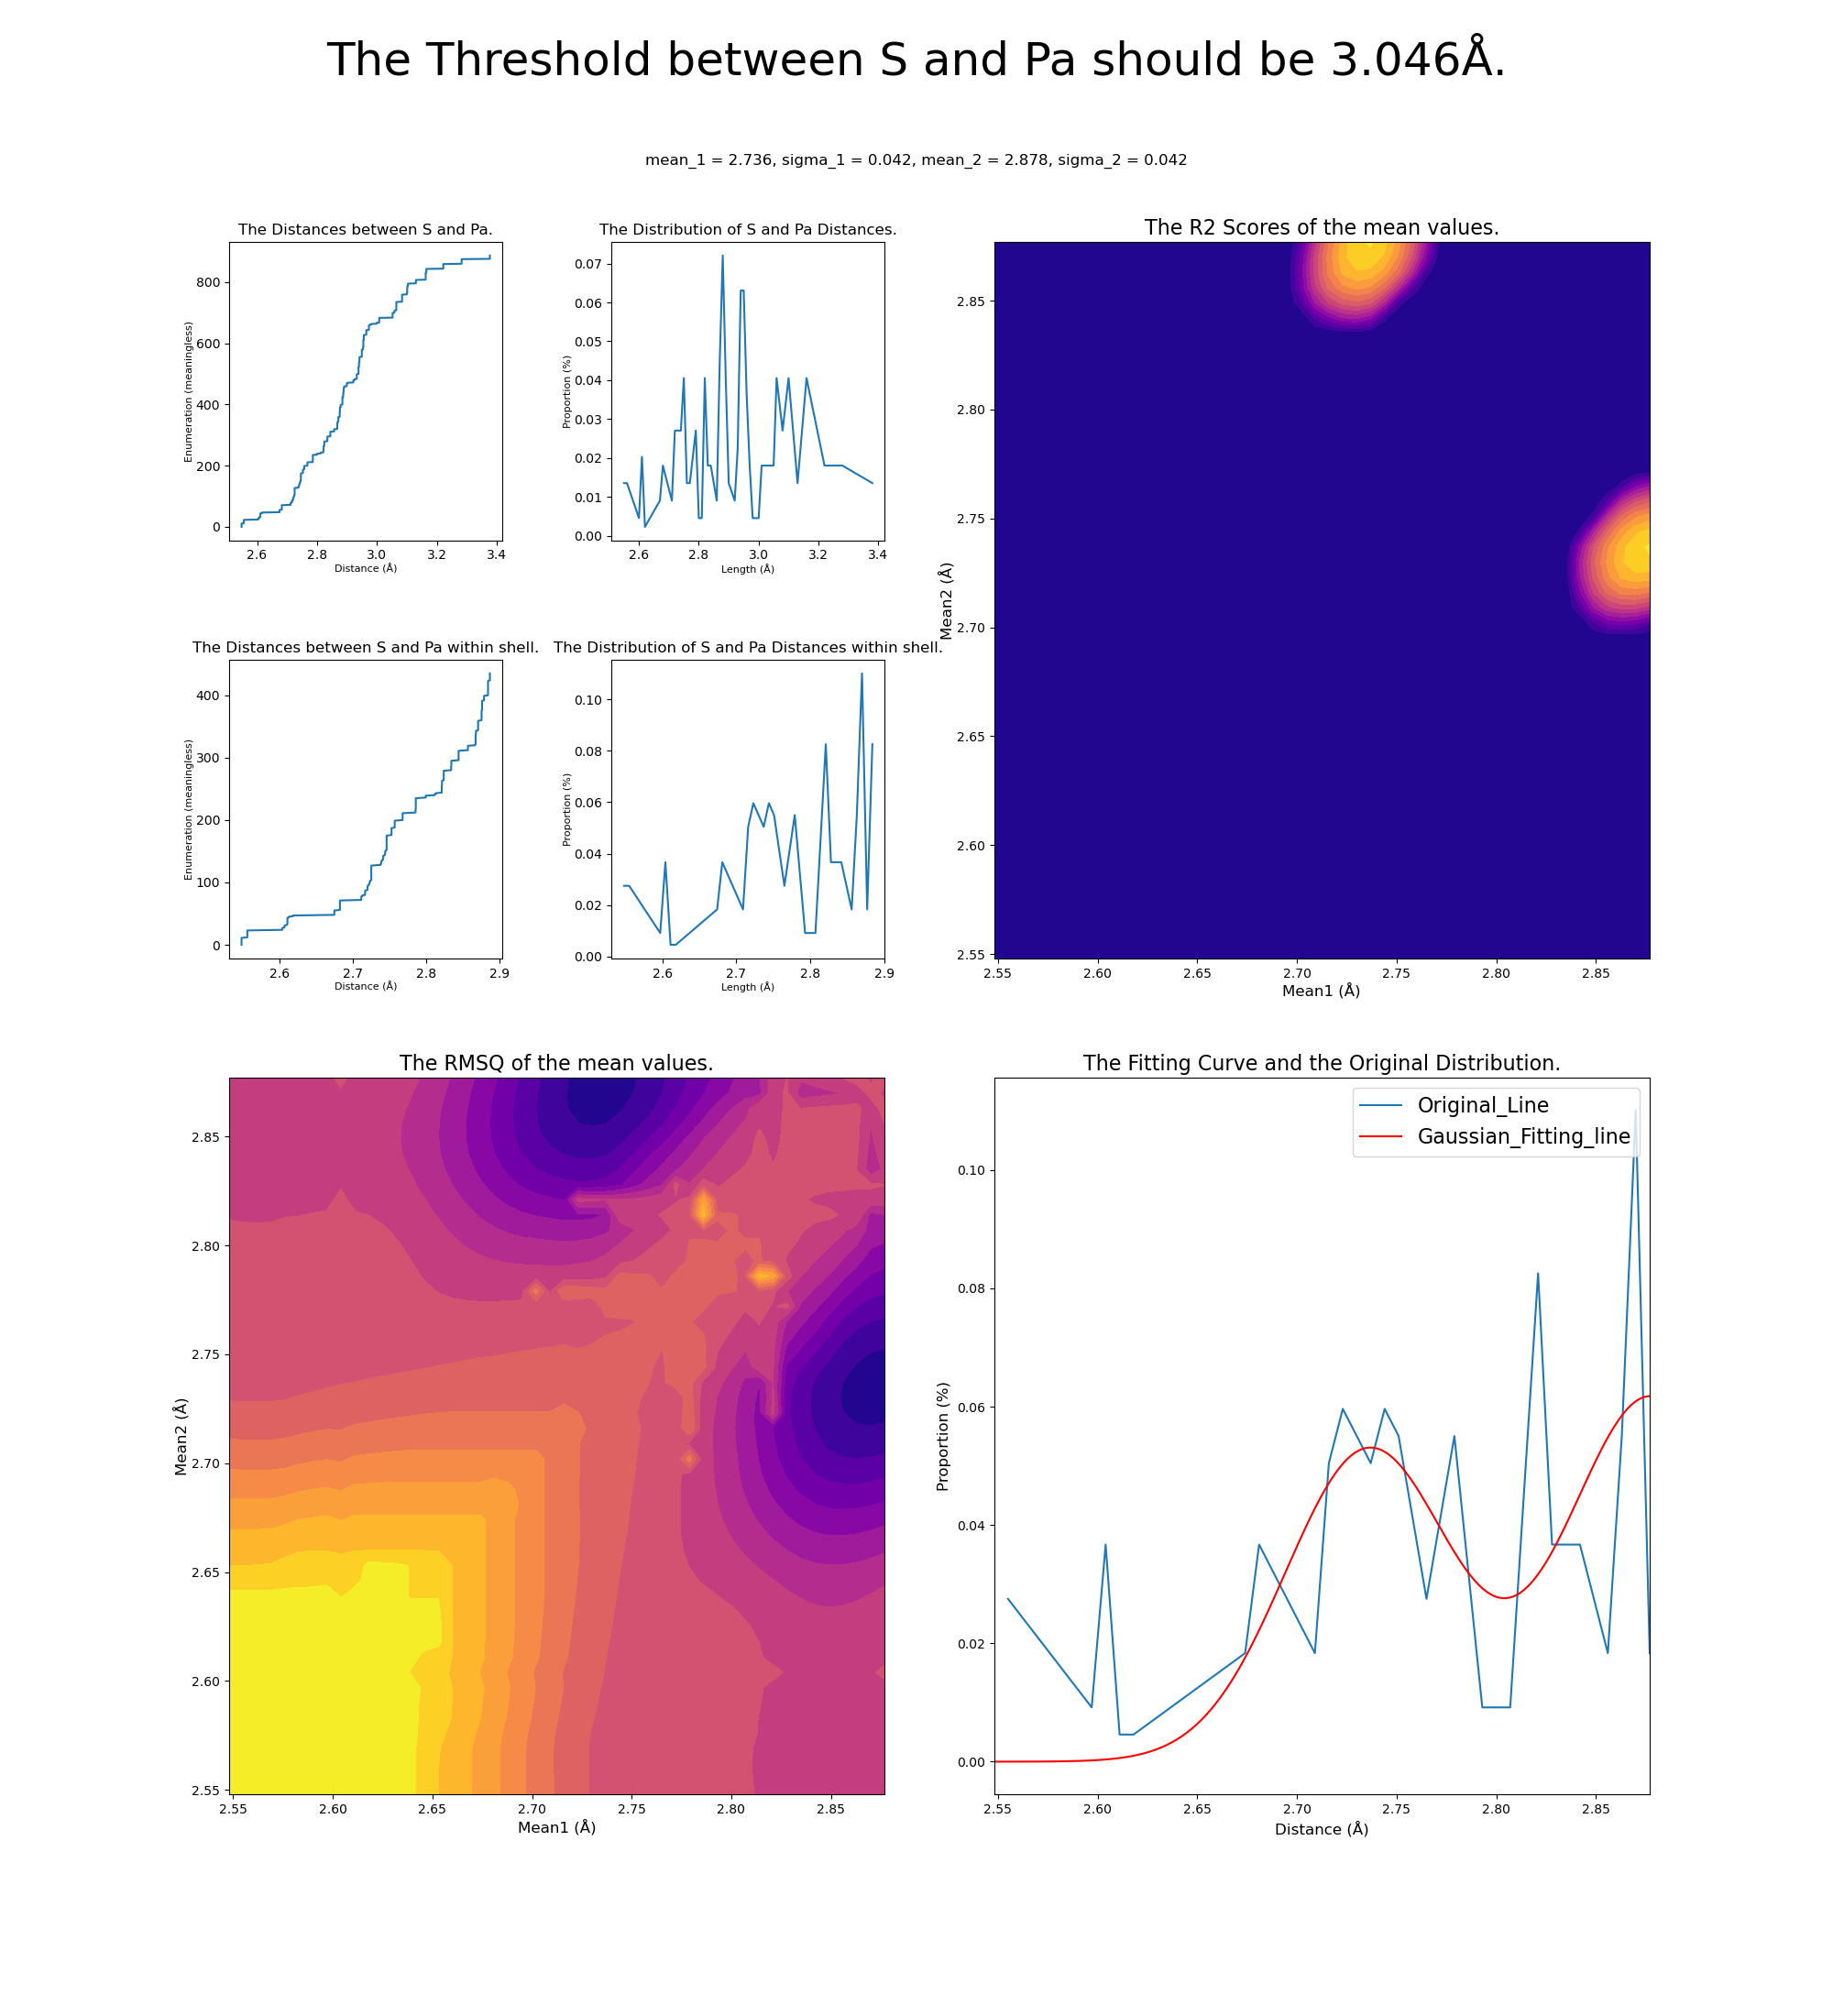 The Threshold between S and Pa should be 3.046Å.
mean_1 = 2.736, sigma_1 = 0.042, mean_2 = 2.878, sigma_2 = 0.042
The Distances between S and Pa.
Enumeration (meaningless)
800
600
400
200
0
2.6 2.8 3.0 3.2 3.4
Distance (Å)
The Distribution of S and Pa Distances.
Proportion (%)
0.07
0.06
0.05
0.04
0.03
0.02
0.01
0.00
2.6 2.8 3.0 3.2 3.4
Length (Å)
The R2 Scores of the mean values.
Mean2 (Å)
2.85
2.80
2.75
2.70
2.65
2.60
2.55
2.55 2.60 2.65 2.70 2.75 2.80 2.85
Mean1 (Å)
The Distances between S and Pa within shell.
Enumeration (meaningless)
400
300
200
100
0
2.6 2.7 2.8 2.9
Distance (Å)
The Distribution of S and Pa Distances within shell.
Proportion (%)
0.10
0.08
0.06
0.04
0.02
0.00
2.6 2.7 2.8 2.9
Length (Å)
The RMSQ of the mean values.
Mean2 (Å)
2.85
2.80
2.75
2.70
2.65
2.60
2.55
2.55 2.60 2.65 2.70 2.75 2.80 2.85
Mean1 (Å)
The Fitting Curve and the Original Distribution.
Original_Line
Gaussian_Fitting_line
Proportion (%)
0.10
0.08
0.06
0.04
0.02
0.00
2.55 2.60 2.65 2.70 2.75 2.80 2.85
Distance (Å)